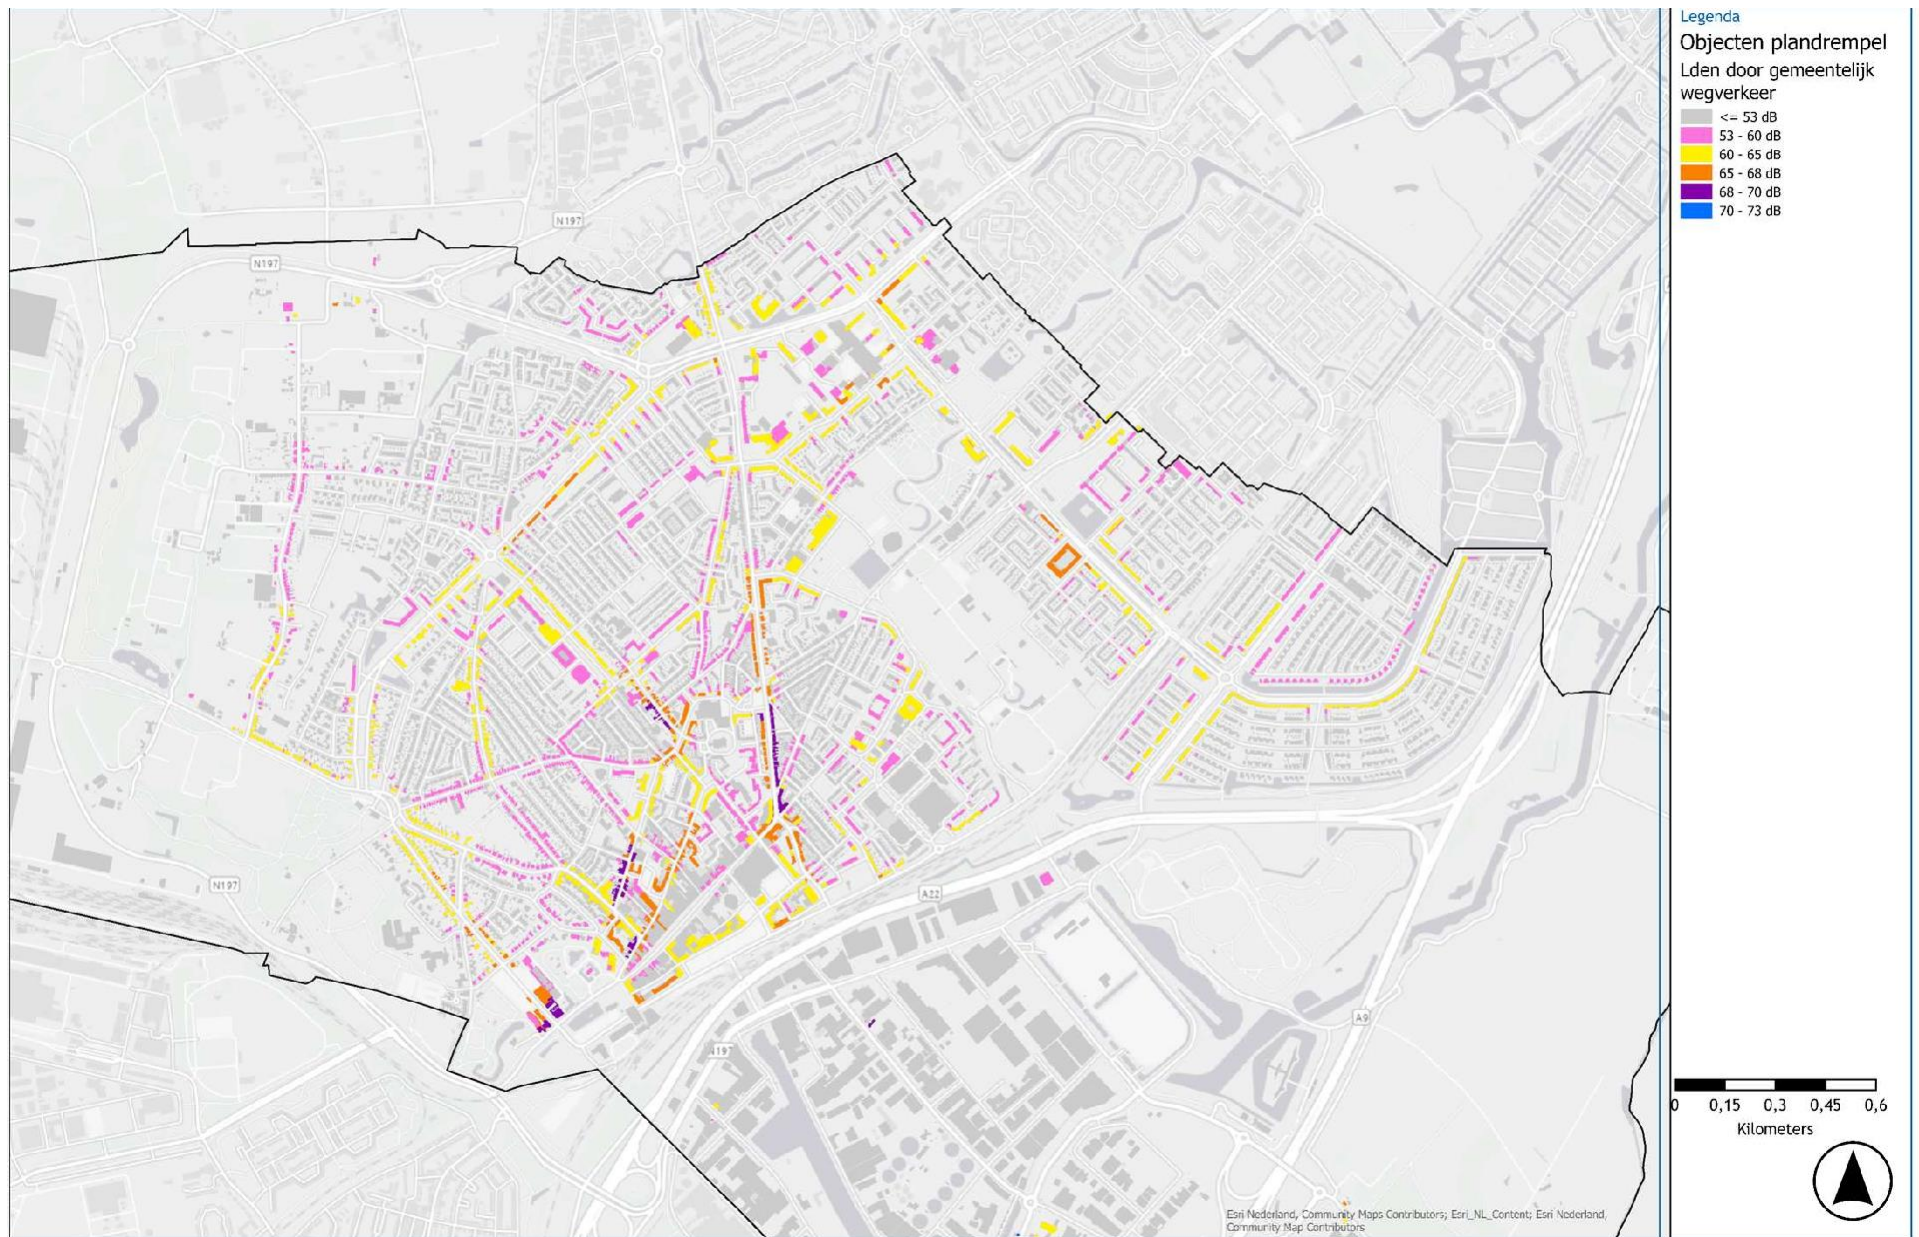 Legenda
Objecten plandrempel
Lden door gemeentelijk
wegverkeer
<= 53 dB
53 - 60 dB
60 - 65 dB
65 - 68 dB
68 - 70 dB
70 - 73 dB
N197
N197
N197
A22
A9
0 0,15 0,3 0,45 0,6
Kilometers
Esri Nederland, Community Maps Contributors; Esri_NL_Content; Esri Nederland,
Community Map Contributors